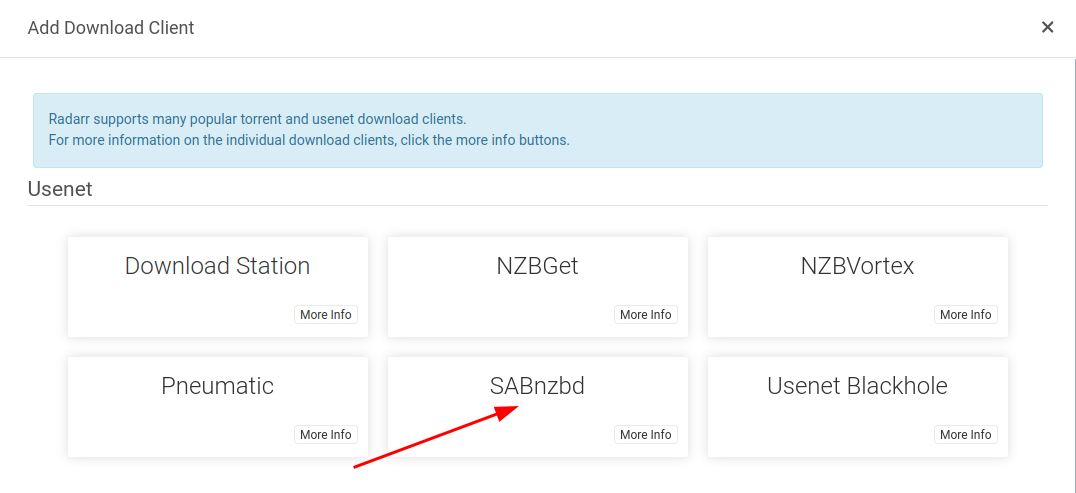 Add Download Client
Radarr supports many popular torrent and usenet download clients.
For more information on the individual download clients, click the more info buttons.
Usenet
Download Station
NZBGet
NZBVortex
More Info
More Info
More Info
Pneumatic
SABnzbd
Usenet Blackhole
More Info
More Info
More Info